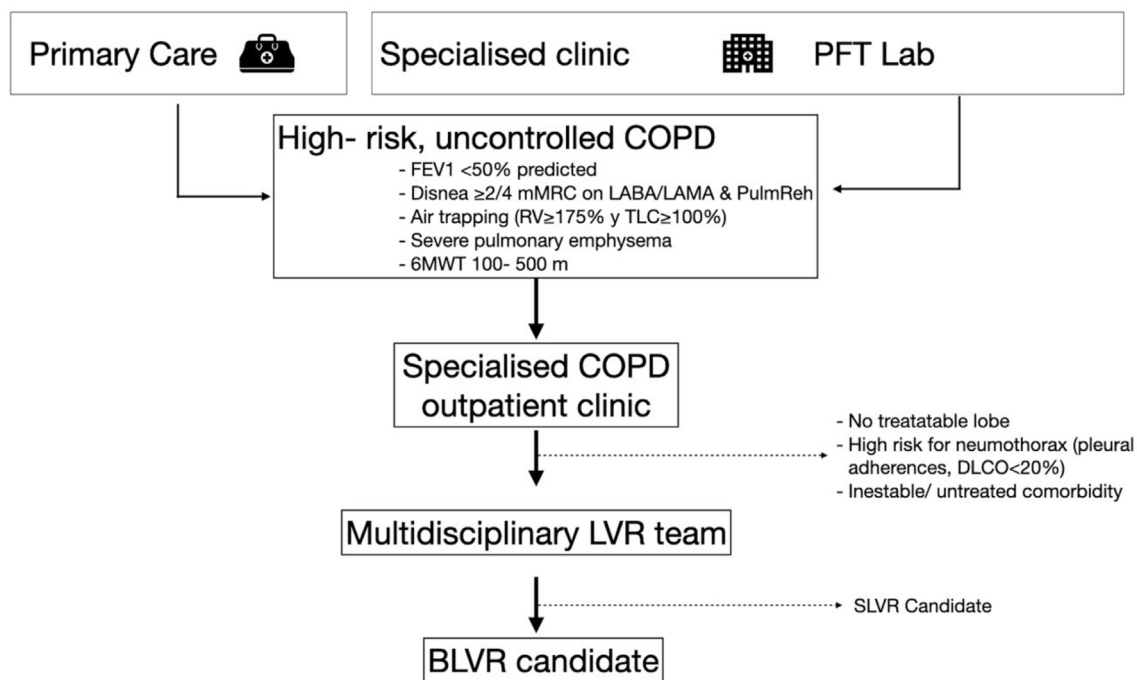 Primary Care
Specialised clinic
PFT Lab
High- risk, uncontrolled COPD
- FEV1 <50% predicted
- Disnea ≥2/4 mMRC on LABA/LAMA & PulmReh
- Air trapping (RV≥175% y TLC≥100%)
- Severe pulmonary emphysema
- 6MWT 100- 500 m
Specialised COPD
outpatient clinic
- No treatatable lobe
- High risk for neumothorax (pleural
adherences, DLCO<20%)
- Inestable/ untreated comorbidity
Multidisciplinary LVR team
SLVR Candidate
BLVR candidate